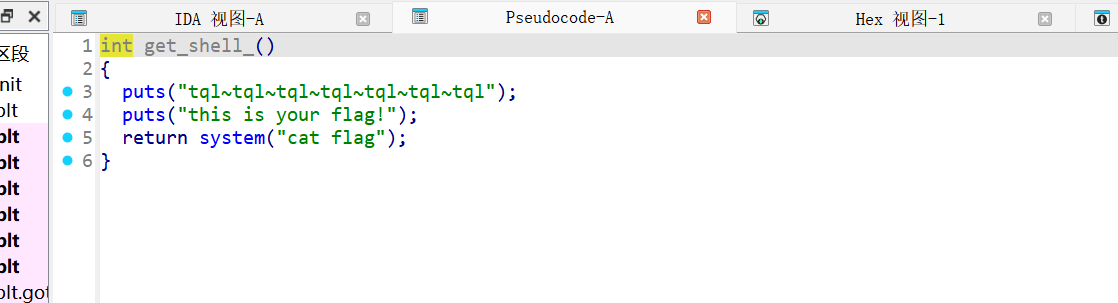 IDA 视图-A
Pseudocode-A
Hex 视图-1
区段
1 int get_shell_()
2 {
3 puts("tql~tql~tql~tql~tql~tql~tql");
4 puts("this is your flag!");
5 return system("cat flag");
6 }
nit
plt
plt
plt
plt
plt
plt
plt
plt.got